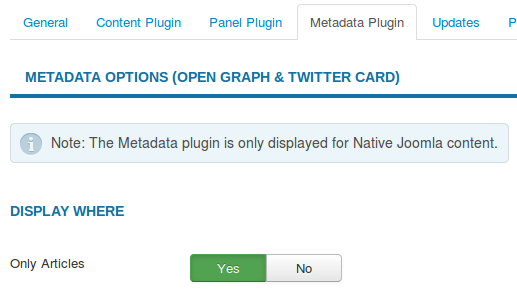 General Content Plugin Panel Plugin Metadata Plugin Updates P
METADATA OPTIONS (OPEN GRAPH & TWITTER CARD)
Note: The Metadata plugin is only displayed for Native Joomla content.
DISPLAY WHERE
Only Articles Yes No